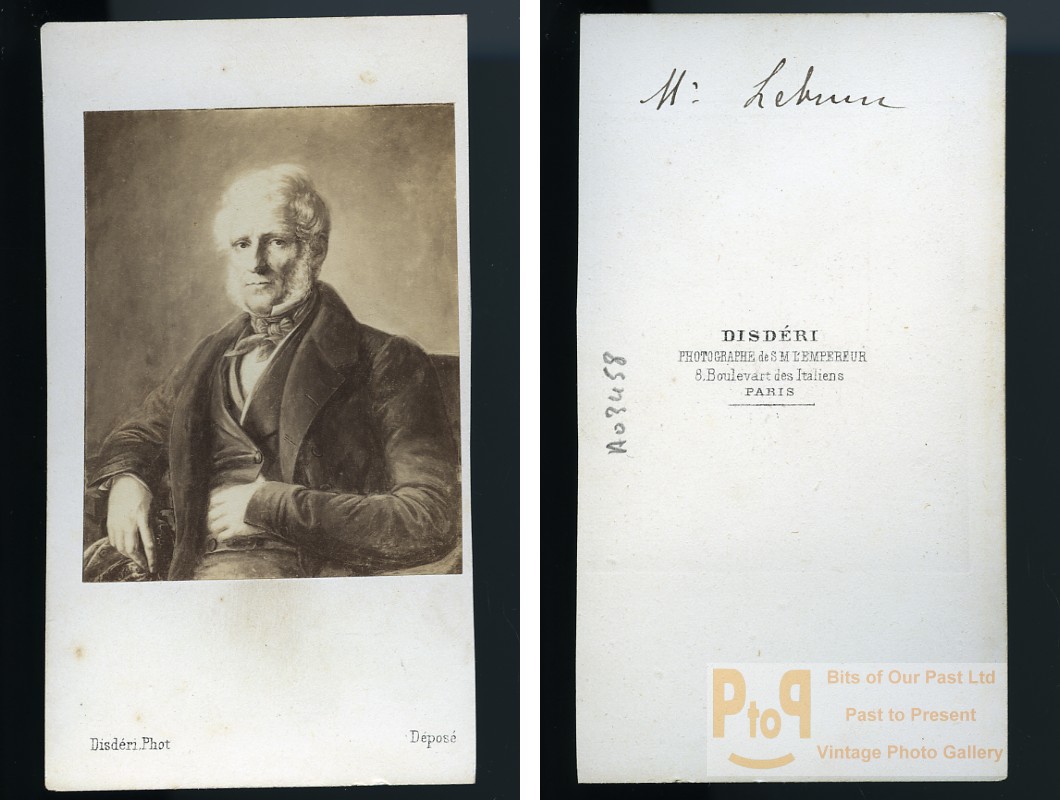 Disdéri.Phot
Déposé
Mr. Lebrun
DISDÉRI
PHOTOGRAPHE de S M L'EMPEREUR
8.Boulevart des Italiens
PARIS
A03458
PtoP
Bits of Our Past Ltd
Past to Present
Vintage Photo Gallery